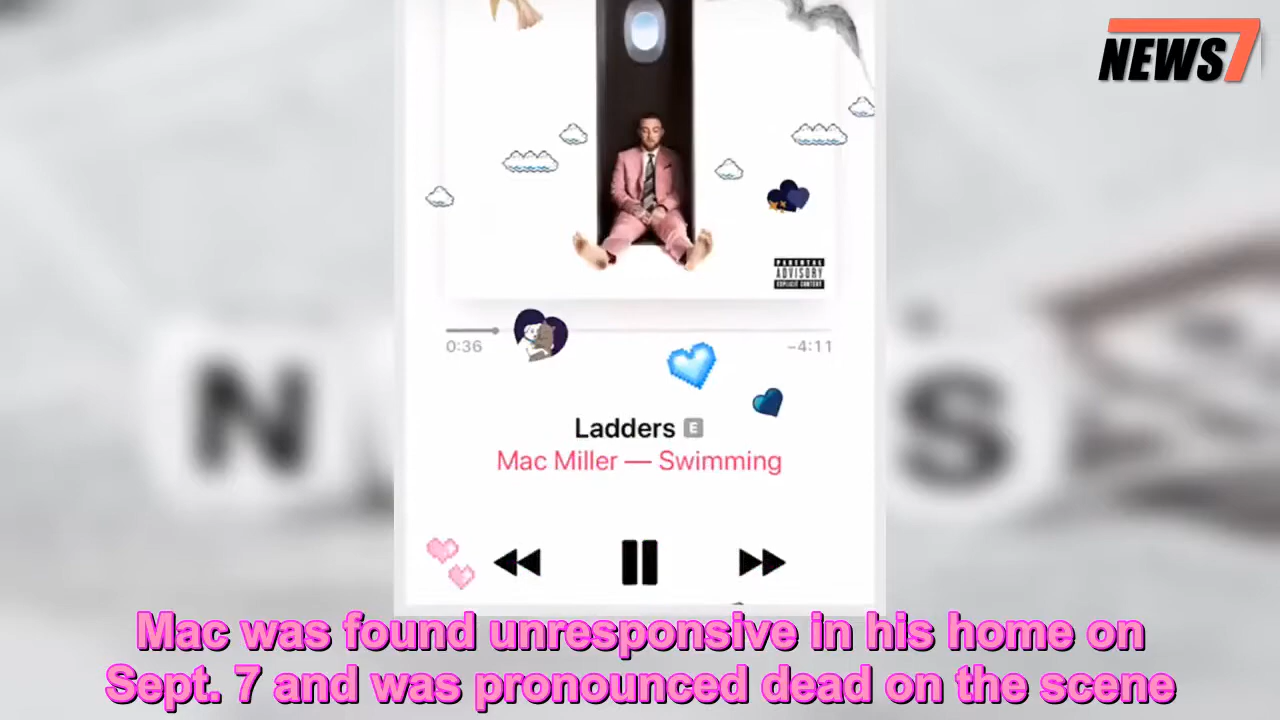 NEWS7
PARENTAL
ADVISORY
EXPLICIT CONTENT
0:36
-4:11
Ladders E
Mac Miller — Swimming
N S
Mac was found unresponsive in his home on
Sept. 7 and was pronounced dead on the scene